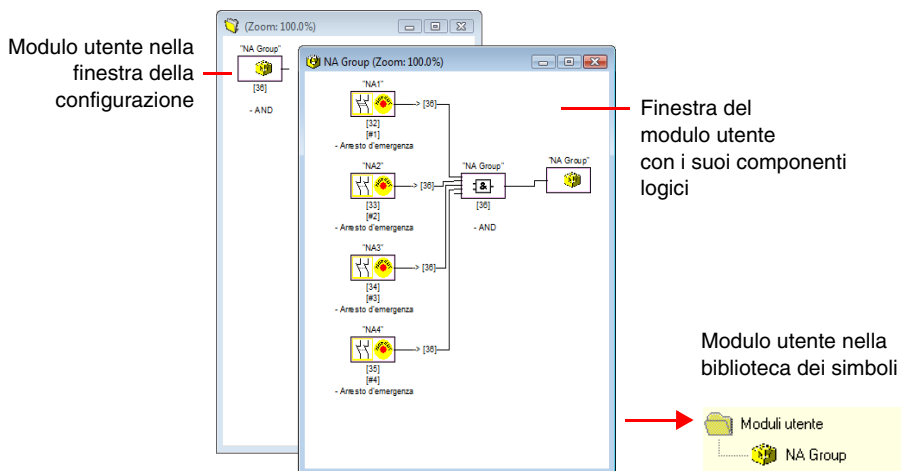 Modulo utente nella
finestra della
configurazione
(Zoom: 100.0%)
"NA Group"
[36]
- AND
NA Group (Zoom: 100.0%)
"NA1"
-> [36]
[32]
[#1]
- Arresto d'emergenza
"NA2"
-> [36]
[33]
[#2]
- Arresto d'emergenza
"NA3"
-> [36]
[34]
[#3]
- Arresto d'emergenza
"NA4"
-> [36]
[35]
[#4]
- Arresto d'emergenza
"NA Group"
&
[36]
- AND
"NA Group"
Finestra del
modulo utente
con i suoi componenti
logici
Modulo utente nella
biblioteca dei simboli
Moduli utente
NA Group